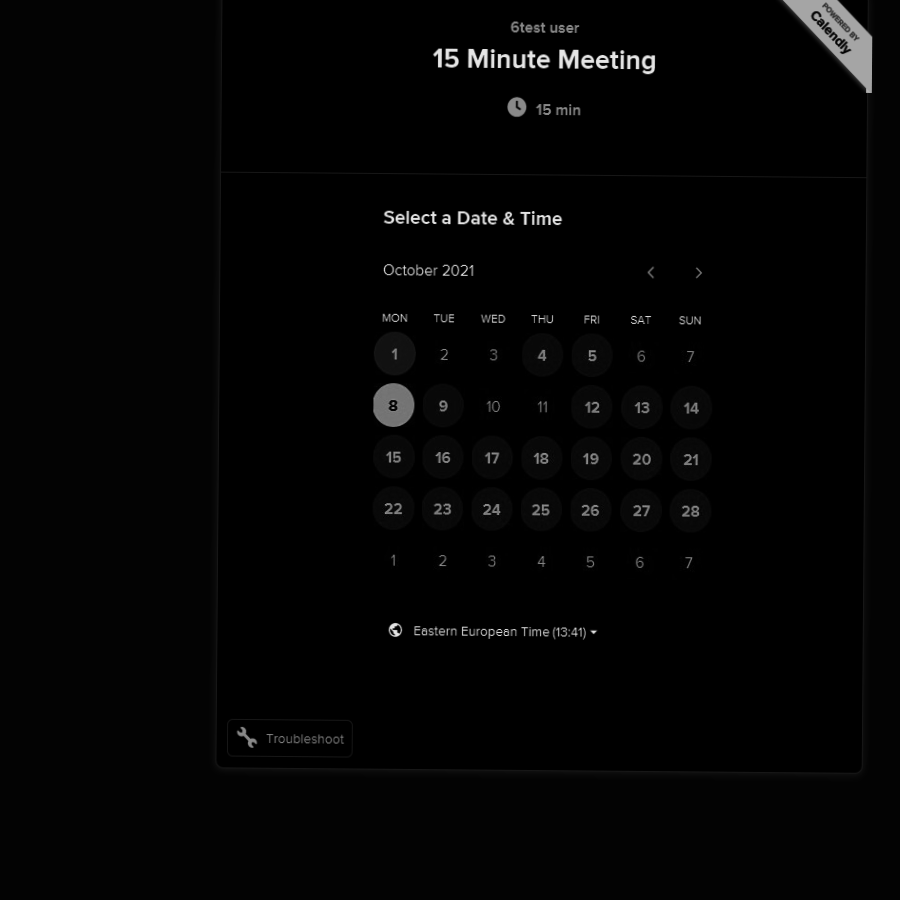 6test user
15 Minute Meeting
15 min
POWERED BY
Calendly
Select a Date & Time
October 2021
MON TUE WED THU FRI SAT SUN
1 2 3 4 5 6 7
8 9 10 11 12 13 14
15 16 17 18 19 20 21
22 23 24 25 26 27 28
1 2 3 4 5 6 7
Eastern European Time (13:41)
Troubleshoot